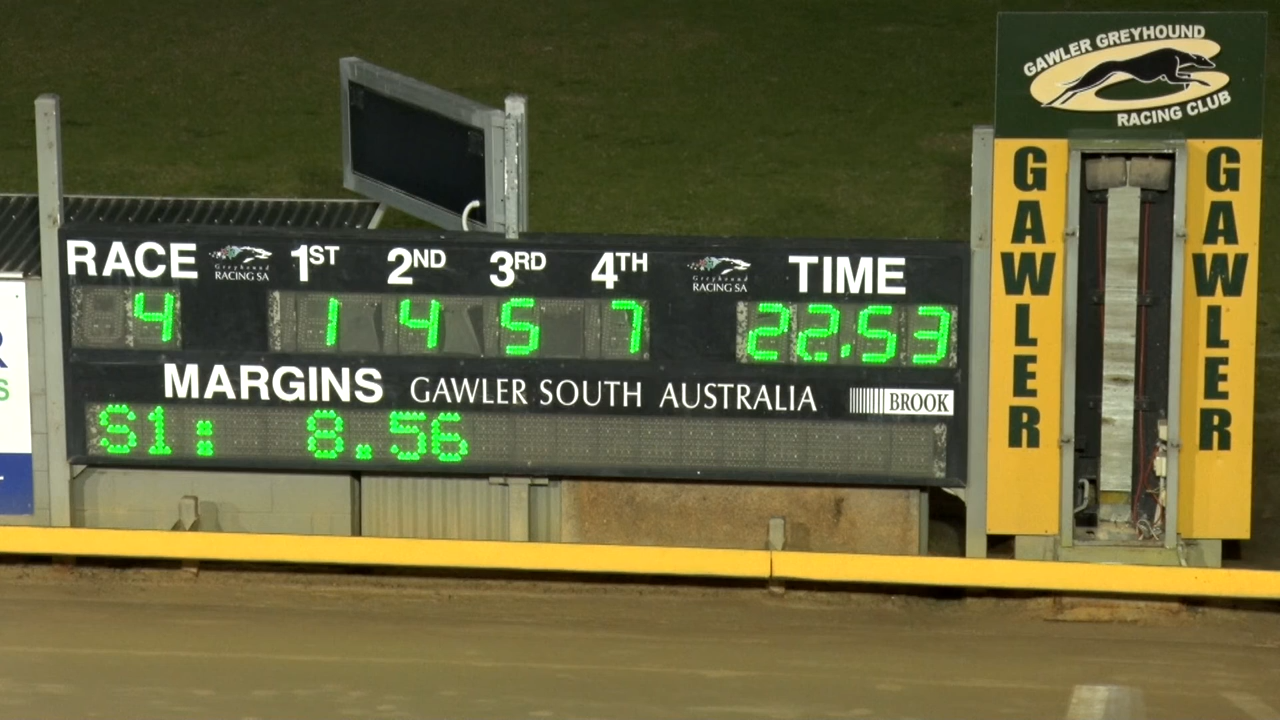 GAWLER GREYHOUND
RACING CLUB
RACE
Greyhound
RACING SA
1ST 2ND 3RD 4TH
Greyhound
RACING SA
TIME
4 1 4 5 7 22.53
MARGINS GAWLER SOUTH AUSTRALIA BROOK
S1: 8.56
GAWLER
GAWLER